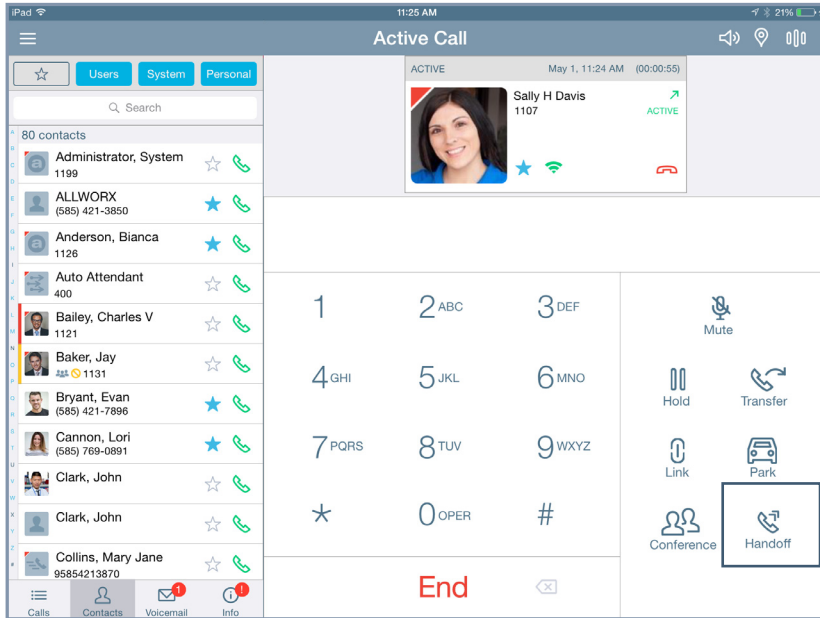 iPad 11:25 AM 21%
Active Call
Users System Personal
Search
80 contacts
Administrator, System
1199
ALLWORX
(585) 421-3850
Anderson, Bianca
1126
Auto Attendant
400
Bailey, Charles V
1121
Baker, Jay
1131
Bryant, Evan
(585) 421-7896
Cannon, Lori
(585) 769-0891
Clark, John
Clark, John
Collins, Mary Jane
95854213870
A
B
C
D
E
F
G
H
I
J
K
L
M
N
O
P
Q
R
S
T
U
V
W
X
Y
Z
#
Calls Contacts Voicemail 1 Info !
ACTIVE May 1, 11:24 AM (00:00:55)
Sally H Davis
1107
ACTIVE
1 2 ABC 3 DEF
4 GHI 5 JKL 6 MNO
7 PQRS 8 TUV 9 WXYZ
* 0 OPER #
End
Mute
Hold Transfer
Link Park
Conference Handoff